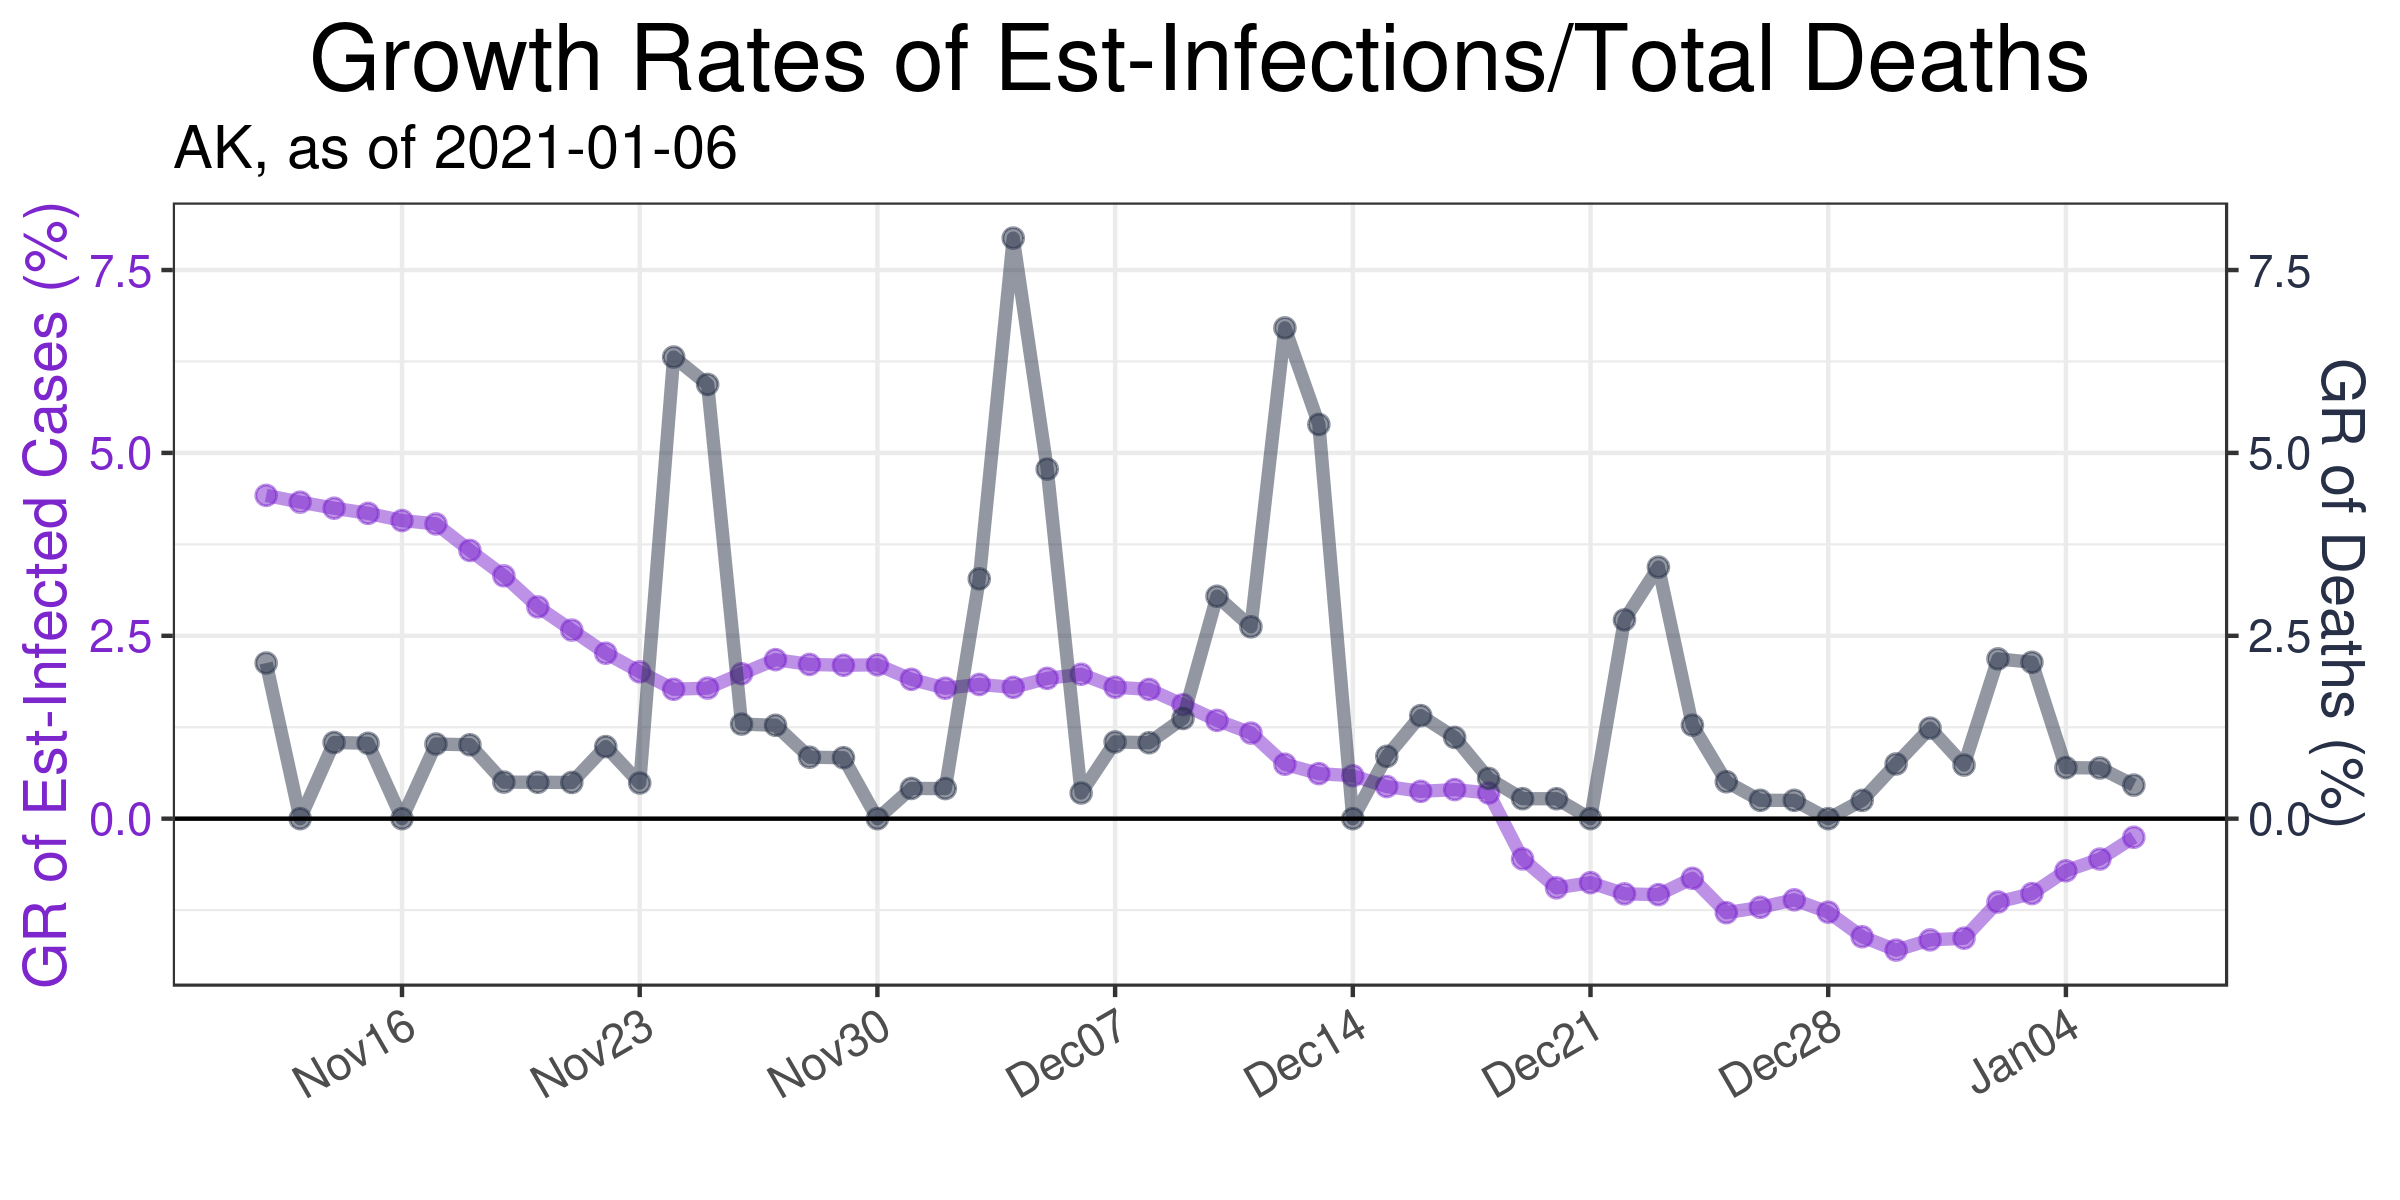 Growth Rates of Est-Infections/Total Deaths
AK, as of 2021-01-06
GR of Est-Infected Cases (%)
7.5
5.0
2.5
0.0
7.5
5.0
2.5
0.0
GR of Deaths (%)
Nov16
Nov23
Nov30
Dec07
Dec14
Dec21
Dec28
Jan04